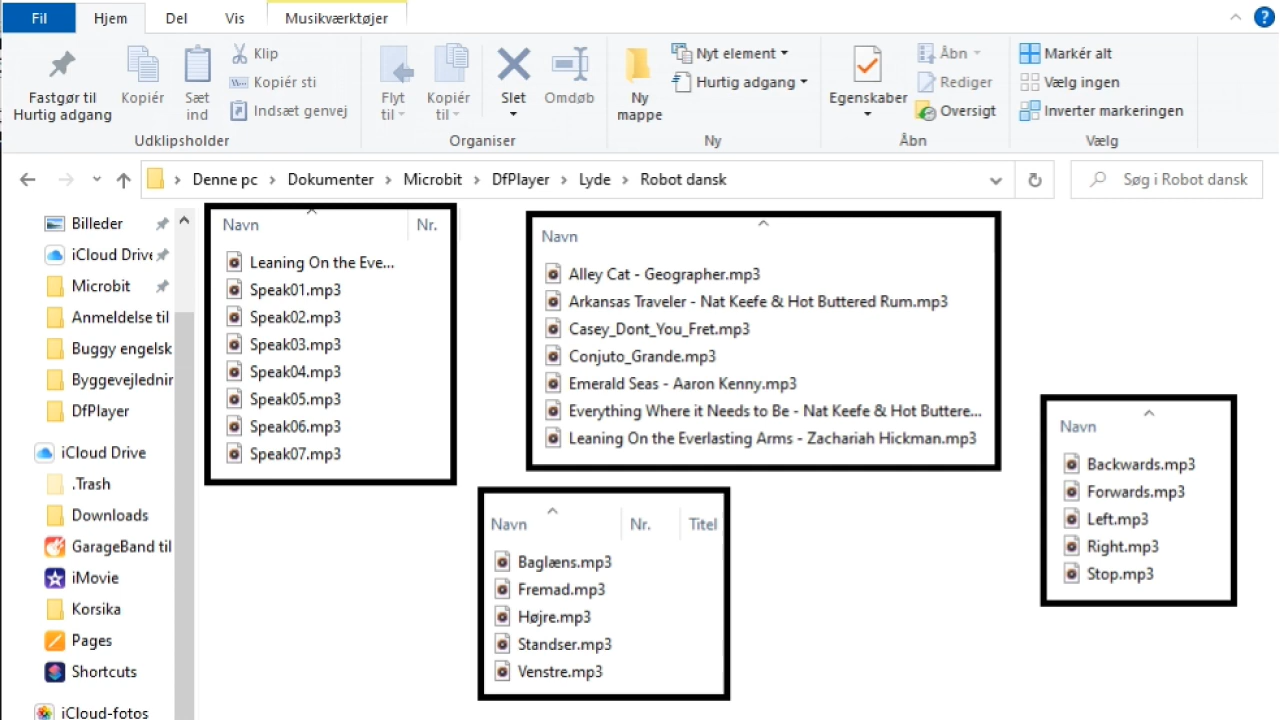 Fil Hjem Del Vis Musikværktøjer
Fastgør til
Hurtig adgang
Kopiér
Sæt
ind
Klip
Kopiér sti
Indsæt genvej
Udklipsholder
Flyt
til
Kopiér
til
Slet
Omdøb
Organiser
Ny
mappe
Nyt element
Hurtig adgang
Ny
Egenskaber
Åbn
Rediger
Oversigt
Åbn
Markér alt
Vælg ingen
Inverter markeringen
Vælg
Denne pc › Dokumenter › Microbit › DfPlayer › Lyde › Robot dansk
Søg i Robot dansk
Billeder
iCloud Drive
Microbit
Anmeldelse til
Buggy engelsk
Byggevejlednin
DfPlayer
iCloud Drive
.Trash
Downloads
GarageBand til
iMovie
Korsika
Pages
Shortcuts
iCloud-fotos
Navn Nr.
Leaning On the Eve...
Speak01.mp3
Speak02.mp3
Speak03.mp3
Speak04.mp3
Speak05.mp3
Speak06.mp3
Speak07.mp3
Navn
Alley Cat - Geographer.mp3
Arkansas Traveler - Nat Keefe & Hot Buttered Rum.mp3
Casey_Dont_You_Fret.mp3
Conjuto_Grande.mp3
Emerald Seas - Aaron Kenny.mp3
Everything Where it Needs to Be - Nat Keefe & Hot Buttere...
Leaning On the Everlasting Arms - Zachariah Hickman.mp3
Navn Nr. Titel
Baglæns.mp3
Fremad.mp3
Højre.mp3
Standser.mp3
Venstre.mp3
Navn
Backwards.mp3
Forwards.mp3
Left.mp3
Right.mp3
Stop.mp3